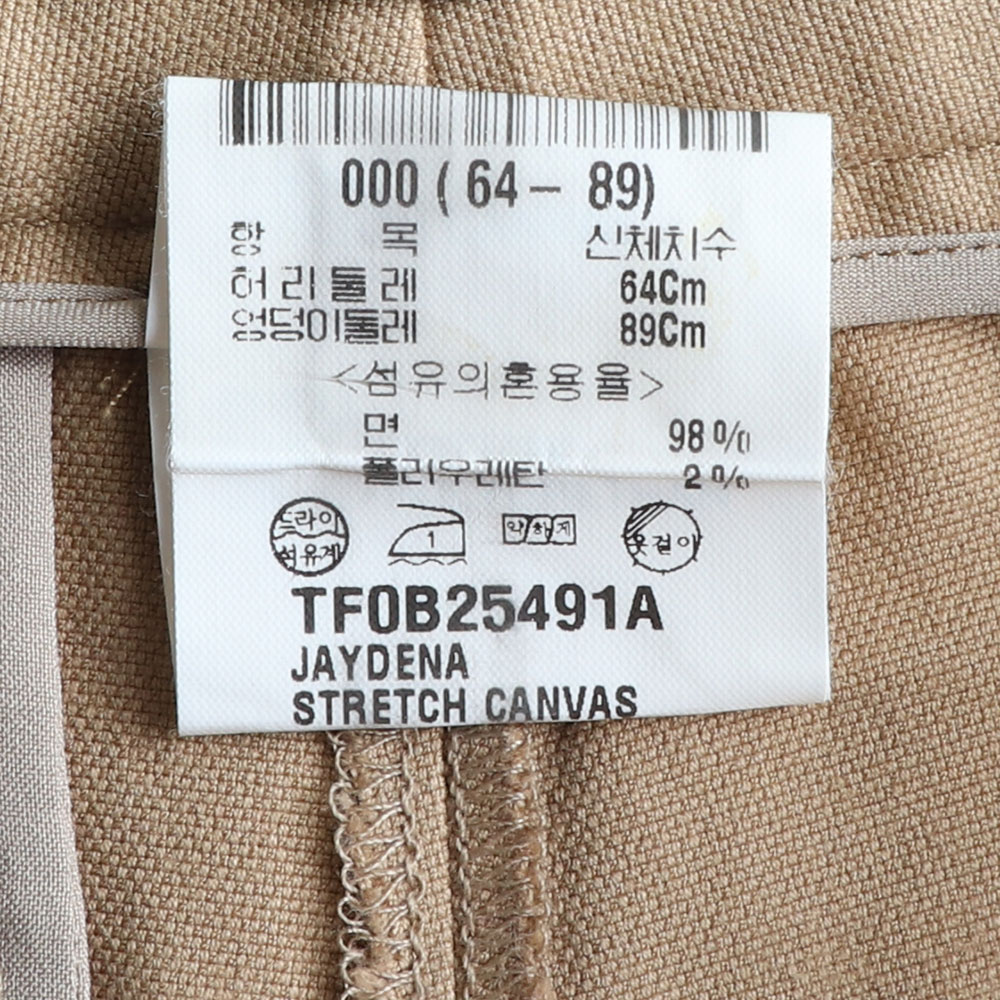 000 ( 64 - 89)
항 목 신체치수
허리둘레 64Cm
엉덩이둘레 89Cm
<섬유의혼용율>
면 98%
폴리우레탄 2%
드라이 석유계
1
약하게
옷걸이
TF0B25491A
JAYDENA
STRETCH CANVAS